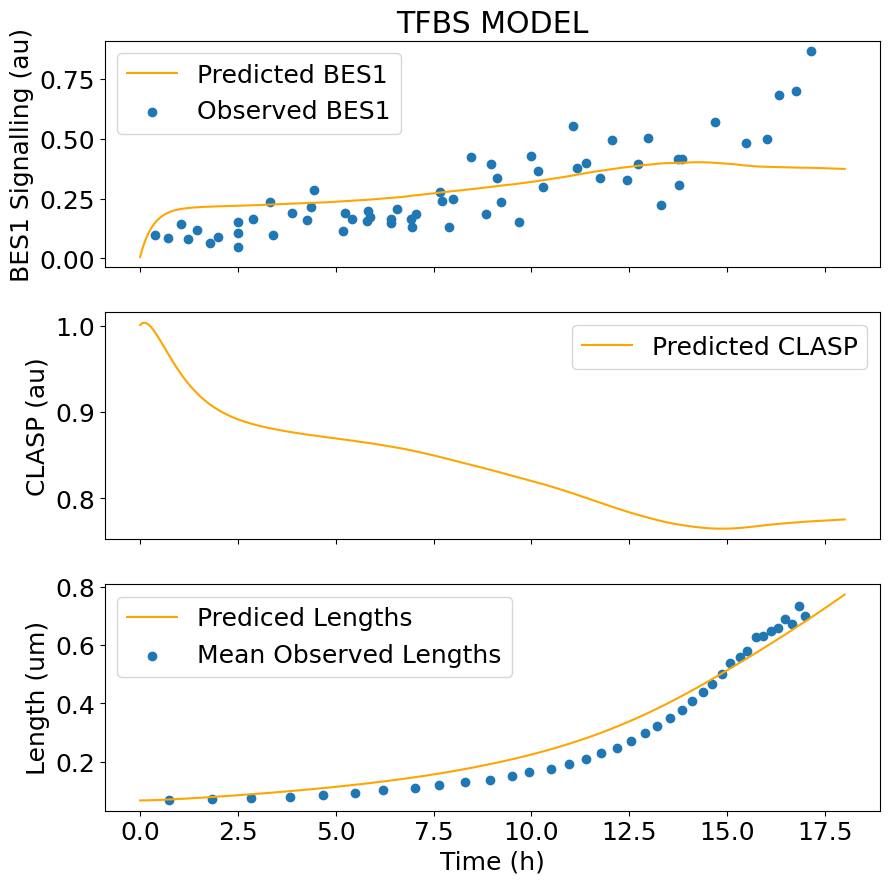 TFBS MODEL
BES1 Signalling (au)
0.75
0.50
0.25
0.00
Predicted BES1
Observed BES1
CLASP (au)
1.0
0.9
0.8
Predicted CLASP
Length (um)
0.8
0.6
0.4
0.2
Prediced Lengths
Mean Observed Lengths
0.0 2.5 5.0 7.5 10.0 12.5 15.0 17.5
Time (h)